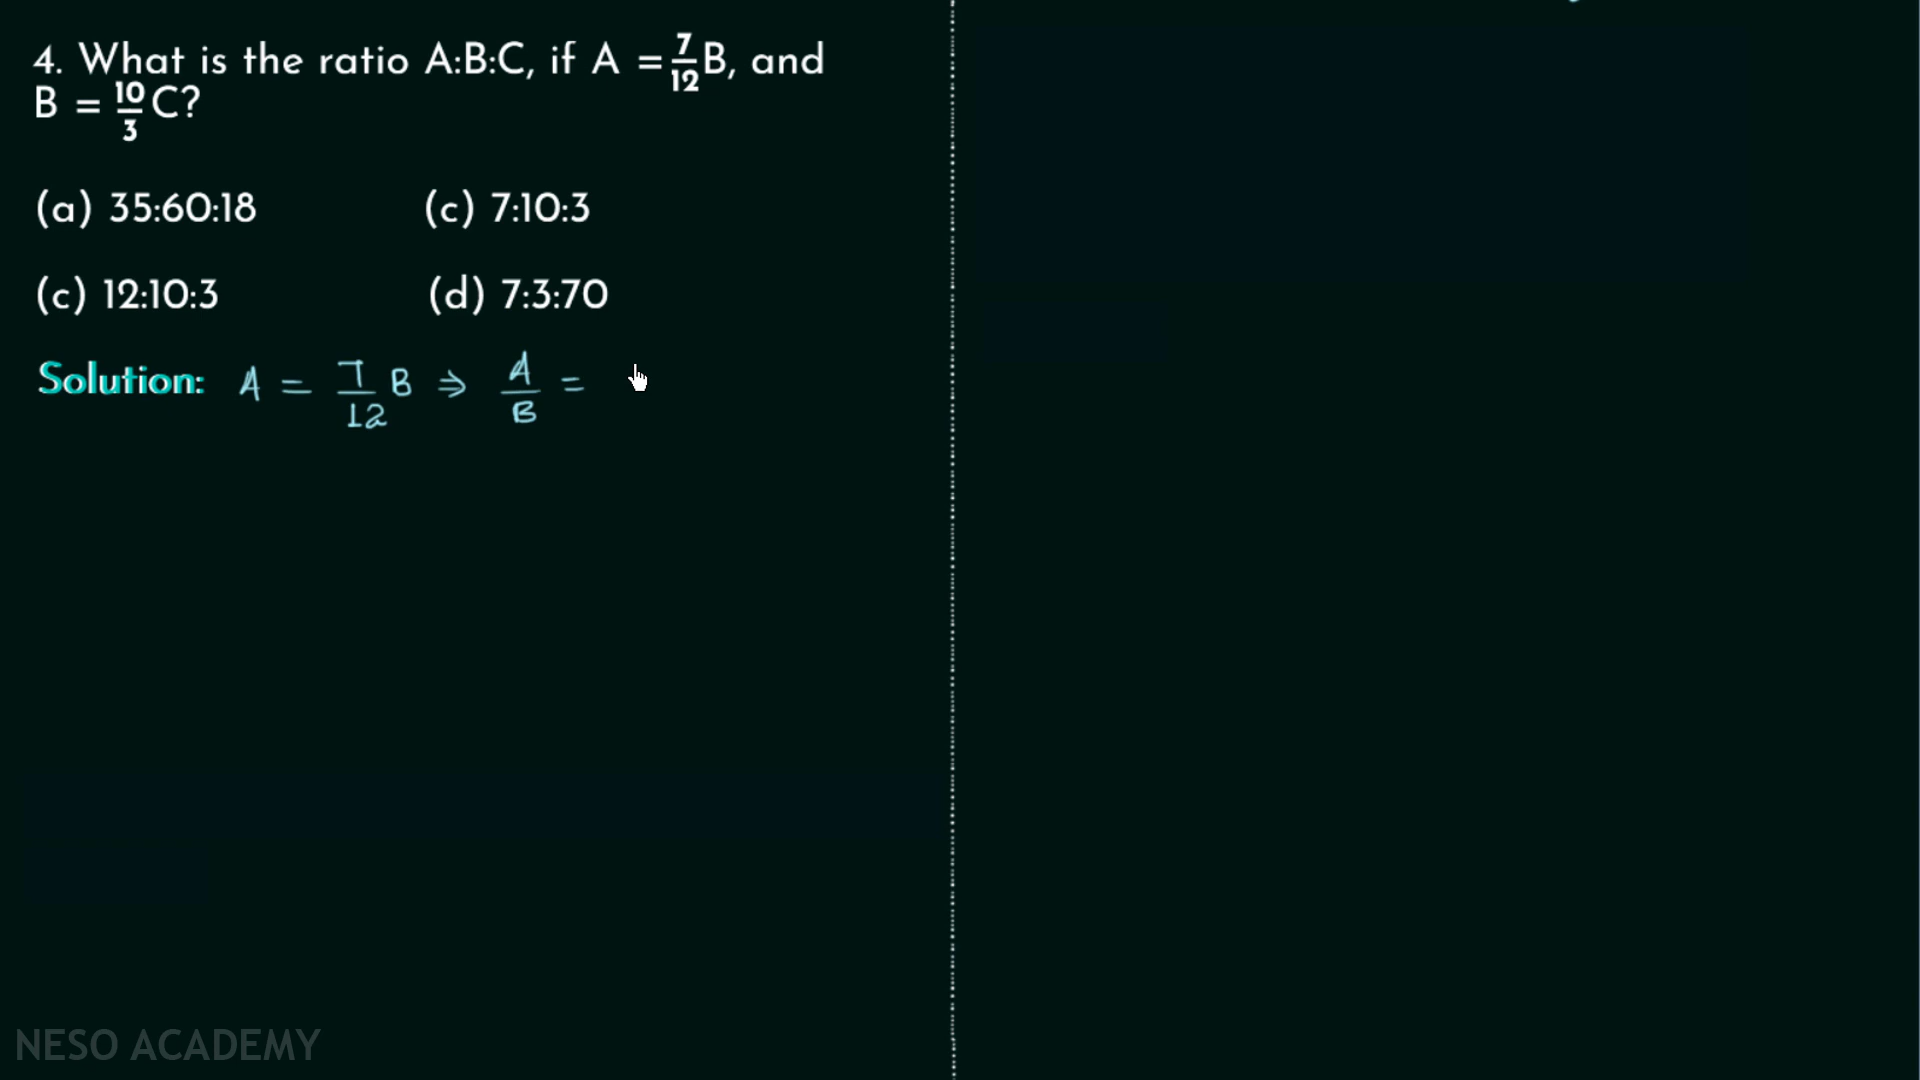 4. What is the ratio A:B:C, if A = 7/12 B, and
B = 10/3 C?
(a) 35:60:18 (c) 7:10:3
(c) 12:10:3 (d) 7:3:70
Solution: A = 7/12 B ⇒ A/B =
NESO ACADEMY